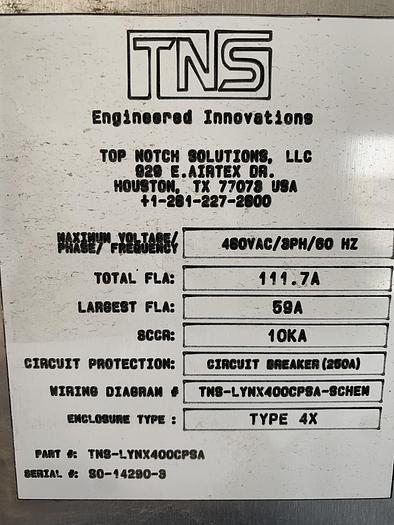 TNS
Engineered Innovations
TOP NOTCH SOLUTIONS, LLC
929 E.AIRTEX DR.
HOUSTON, TX 77073 USA
+1-281-227-2600
MAXIMUM VOLTAGE/
PHASE/ FREQUENCY
460VAC/3PH/60 HZ
TOTAL FLA: 111.7A
LARGEST FLA: 59A
SCCR: 10KA
CIRCUIT PROTECTION: CIRCUIT BREAKER(250A)
WIRING DIAGRAM # TNS-LYNX400CPSA-SCHEM
ENCLOSURE TYPE : TYPE 4X
PART #: TNS-LYNX400CPSA
SERIAL #: SO-14290-3